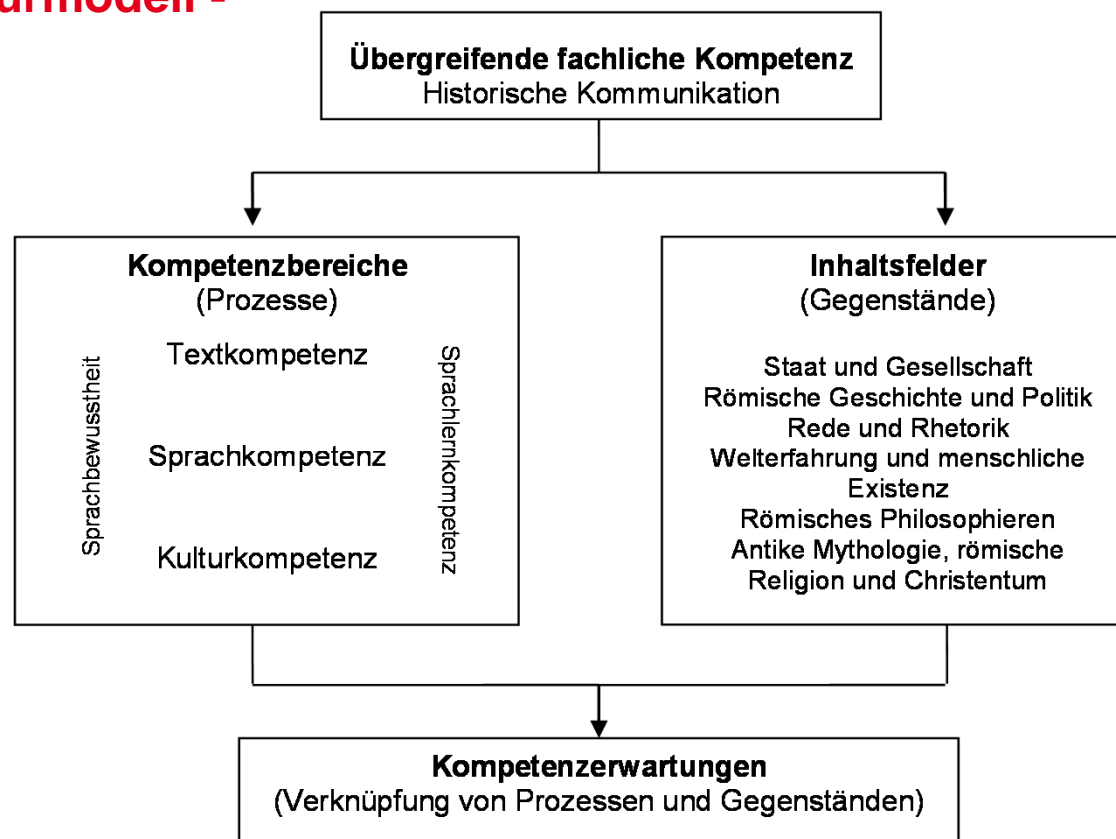 urmodell -
Übergreifende fachliche Kompetenz
Historische Kommunikation
Kompetenzbereiche
(Prozesse)
Sprachbewusstheit
Textkompetenz
Sprachkompetenz
Kulturkompetenz
Sprachlernkompetenz
Inhaltsfelder
(Gegenstände)
Staat und Gesellschaft
Römische Geschichte und Politik
Rede und Rhetorik
Welterfahrung und menschliche
Existenz
Römisches Philosophieren
Antike Mythologie, römische
Religion und Christentum
Kompetenzerwartungen
(Verknüpfung von Prozessen und Gegenständen)